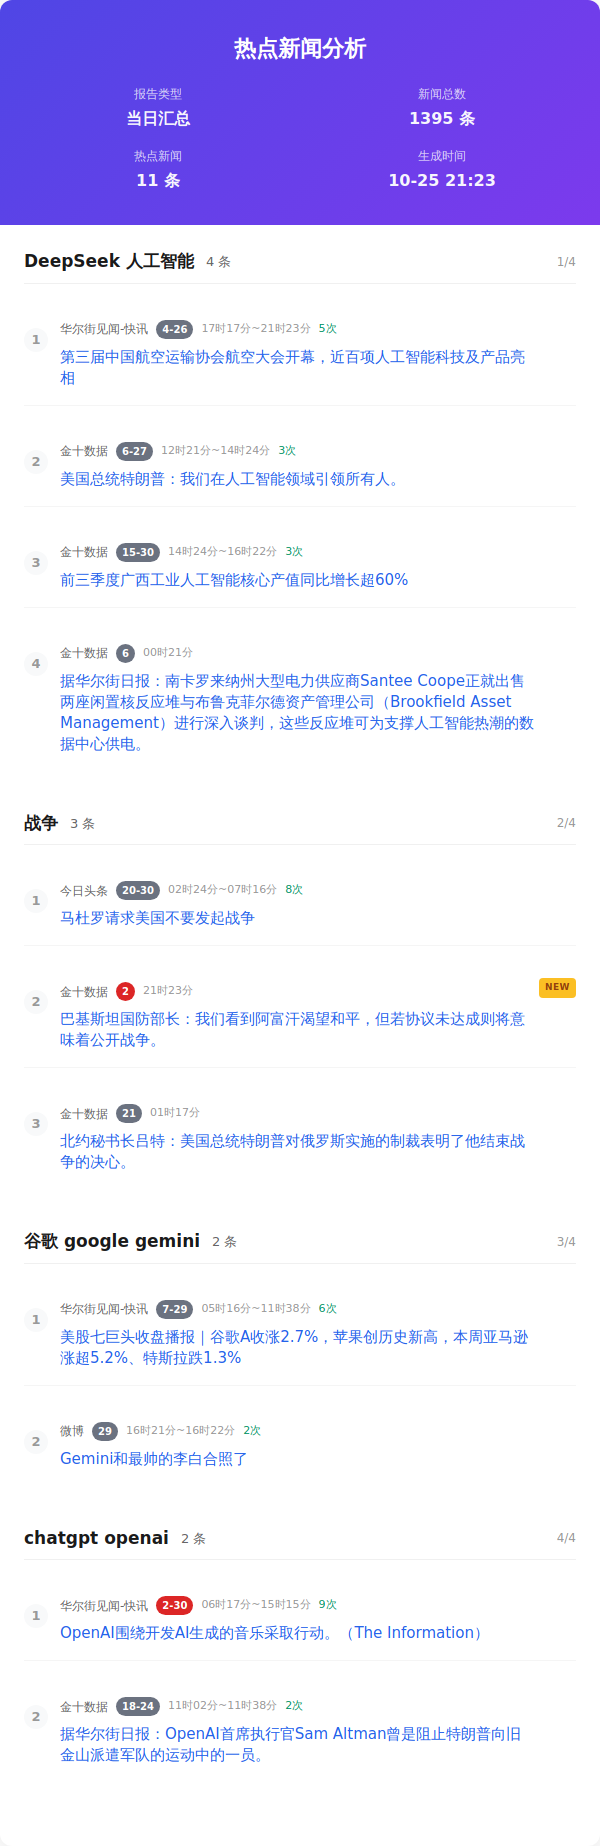 热点新闻分析
报告类型
新闻总数
当日汇总
1395 条
热点新闻
生成时间
11 条
10-25 21:23
DeepSeek 人工智能 4 条 1/4
1
华尔街见闻-快讯 4-26 17时17分~21时23分 5次
第三届中国航空运输协会航空大会开幕，近百项人工智能科技及产品亮
相
2
金十数据 6-27 12时21分~14时24分 3次
美国总统特朗普：我们在人工智能领域引领所有人。
3
金十数据 15-30 14时24分~16时22分 3次
前三季度广西工业人工智能核心产值同比增长超60%
4
金十数据 6 00时21分
据华尔街日报：南卡罗来纳州大型电力供应商Santee Coope正就出售
两座闲置核反应堆与布鲁克菲尔德资产管理公司（Brookfield Asset
Management）进行深入谈判，这些反应堆可为支撑人工智能热潮的数
据中心供电。
战争 3 条 2/4
1
今日头条 20-30 02时24分~07时16分 8次
马杜罗请求美国不要发起战争
2
金十数据 2 21时23分 NEW
巴基斯坦国防部长：我们看到阿富汗渴望和平，但若协议未达成则将意
味着公开战争。
3
金十数据 21 01时17分
北约秘书长吕特：美国总统特朗普对俄罗斯实施的制裁表明了他结束战
争的决心。
谷歌 google gemini 2 条 3/4
1
华尔街见闻-快讯 7-29 05时16分~11时38分 6次
美股七巨头收盘播报｜谷歌A收涨2.7%，苹果创历史新高，本周亚马逊
涨超5.2%、特斯拉跌1.3%
2
微博 29 16时21分~16时22分 2次
Gemini和最帅的李白合照了
chatgpt openai 2 条 4/4
1
华尔街见闻-快讯 2-30 06时17分~15时15分 9次
OpenAI围绕开发AI生成的音乐采取行动。（The Information）
2
金十数据 18-24 11时02分~11时38分 2次
据华尔街日报：OpenAI首席执行官Sam Altman曾是阻止特朗普向旧
金山派遣军队的运动中的一员。